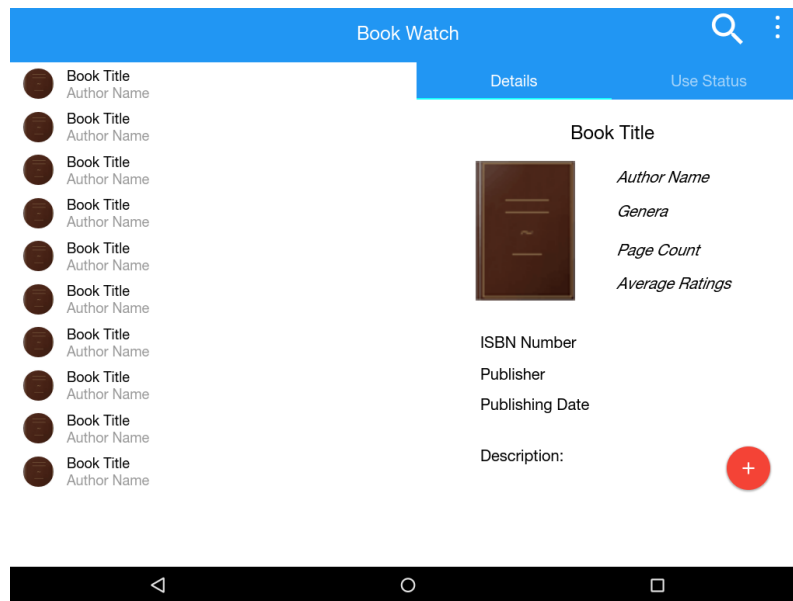 Book Watch
Book Title
Author Name
Book Title
Author Name
Book Title
Author Name
Book Title
Author Name
Book Title
Author Name
Book Title
Author Name
Book Title
Author Name
Book Title
Author Name
Book Title
Author Name
Book Title
Author Name
Details Use Status
Book Title
Author Name
Genera
Page Count
Average Ratings
ISBN Number
Publisher
Publishing Date
Description:
+